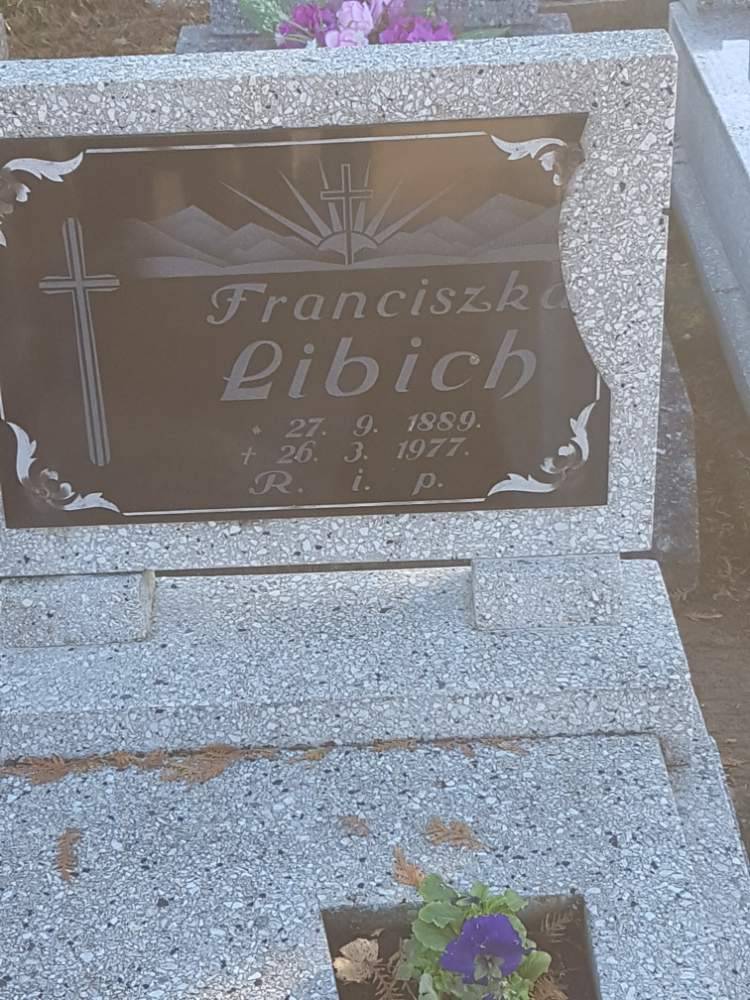 Franciszka
Libich
* 27. 9. 1889.
† 26. 3. 1977.
R. i. p.